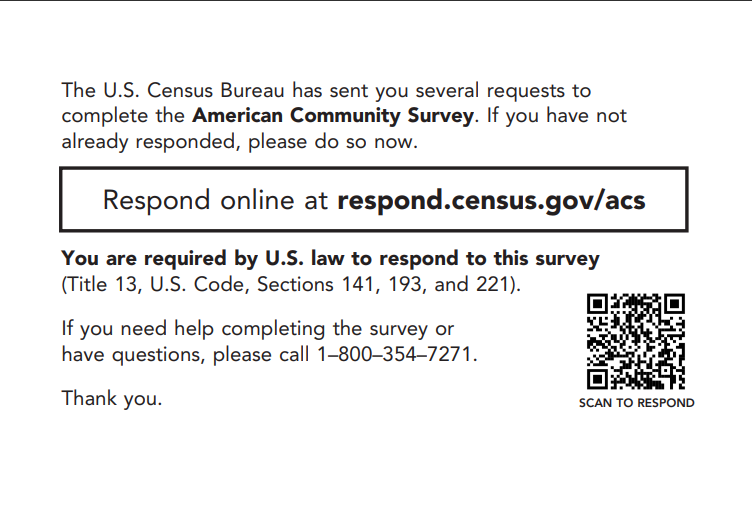 The U.S. Census Bureau has sent you several requests to
complete the American Community Survey. If you have not
already responded, please do so now.
Respond online at respond.census.gov/acs
You are required by U.S. law to respond to this survey
(Title 13, U.S. Code, Sections 141, 193, and 221).
If you need help completing the survey or
have questions, please call 1–800–354–7271.
Thank you.
SCAN TO RESPOND